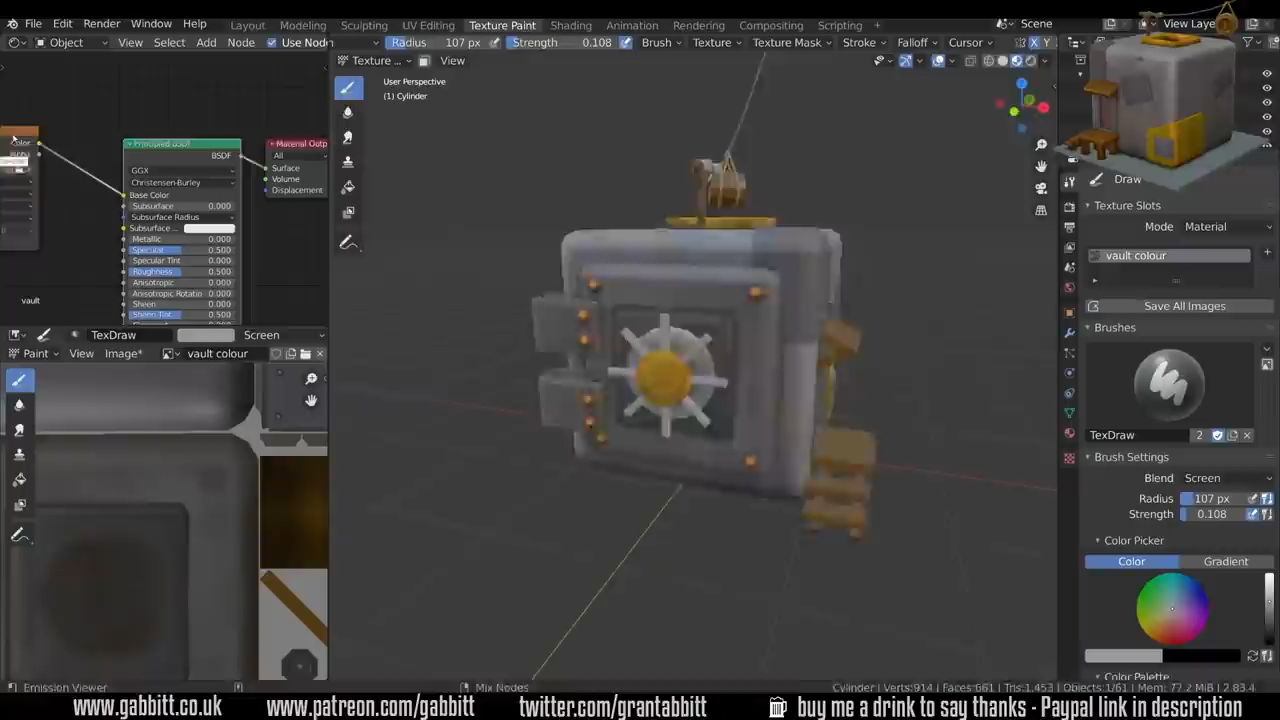 File Edit Render Window Help Layout Modeling Sculpting UV Editing Texture Paint Shading Animation Rendering Compositing Scripting + Scene View Layer
Object View Select Add Node Use Nodes Radius 107 px Strength 0.108 Brush Texture Texture Mask Stroke Falloff Cursor X Y
Texture ... View
User Perspective
(1) Cylinder
Color
Principled BSDF
BSDF
GGX
Christensen-Burley
Base Color
Subsurface 0.000
Subsurface Radius
Subsurface ...
Metallic 0.000
Specular 0.500
Specular Tint 0.000
Roughness 0.500
Anisotropic 0.000
Anisotropic Rotatio 0.000
Sheen 0.000
Sheen Tint 0.500
Material Outp
All
Surface
Volume
Displacement
vault
TexDraw Screen
Paint View Image* vault colour
Draw
Texture Slots
Mode Material
vault colour
Save All Images
Brushes
TexDraw 2
Brush Settings
Blend Screen
Radius 107 px
Strength 0.108
Color Picker
Color Gradient
Color Palette
Emission Viewer Mix Nodes Cylinder | Verts:914 | Faces:661 | Tris:1,453 | Objects:1/61 | Mem: 77.2 MiB | 2.83.4
www.gabbitt.co.uk www.patreon.com/gabbitt twitter.com/grantabbitt buy me a drink to say thanks - Paypal link in description